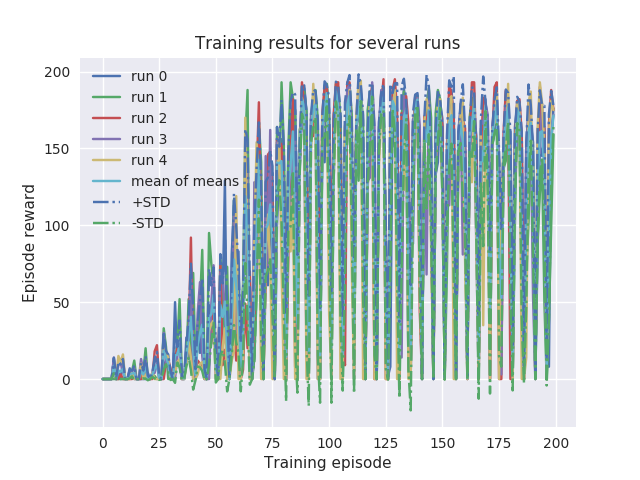 Training results for several runs
run 0
run 1
run 2
run 3
run 4
mean of means
+STD
-STD
Episode reward
200
150
100
50
0
0 25 50 75 100 125 150 175 200
Training episode